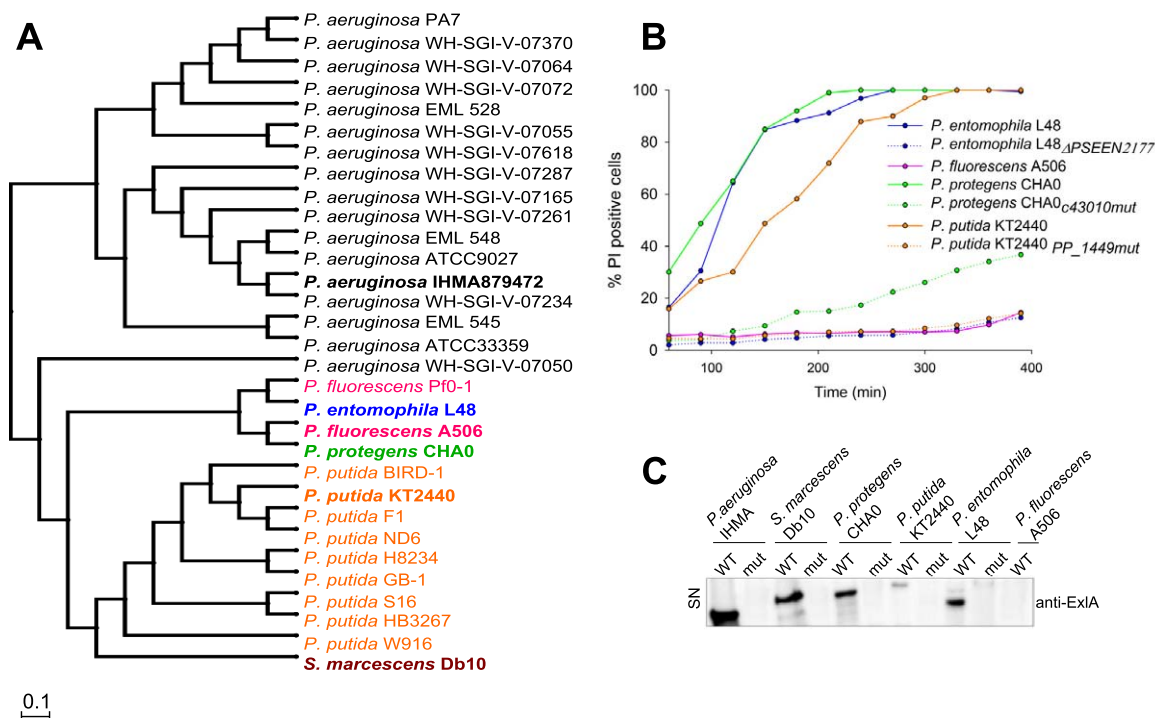 A
P. aeruginosa PA7
P. aeruginosa WH-SGI-V-07370
P. aeruginosa WH-SGI-V-07064
P. aeruginosa WH-SGI-V-07072
P. aeruginosa EML 528
P. aeruginosa WH-SGI-V-07055
P. aeruginosa WH-SGI-V-07618
P. aeruginosa WH-SGI-V-07287
P. aeruginosa WH-SGI-V-07165
P. aeruginosa WH-SGI-V-07261
P. aeruginosa EML 548
P. aeruginosa ATCC9027
P. aeruginosa IHMA879472
P. aeruginosa WH-SGI-V-07234
P. aeruginosa EML 545
P. aeruginosa ATCC33359
P. aeruginosa WH-SGI-V-07050
P. fluorescens Pf0-1
P. entomophila L48
P. fluorescens A506
P. protegens CHA0
P. putida BIRD-1
P. putida KT2440
P. putida F1
P. putida ND6
P. putida H8234
P. putida GB-1
P. putida S16
P. putida HB3267
P. putida W916
S. marcescens Db10
0.1
B
% PI positive cells
100
80
60
40
20
0
100 200 300 400
Time (min)
P. entomophila L48
P. entomophila L48ΔPSEEN2177
P. fluorescens A506
P. protegens CHA0
P. protegens CHA0c43010mut
P. putida KT2440
P. putida KT2440 PP_1449mut
C
P.aeruginosa IHMA
S. marcescens Db10
P. protegens CHA0
P. putida KT2440
P. entomophila L48
P. fluorescens A506
WT mut WT mut WT mut WT mut WT mut WT
SN
anti-ExlA